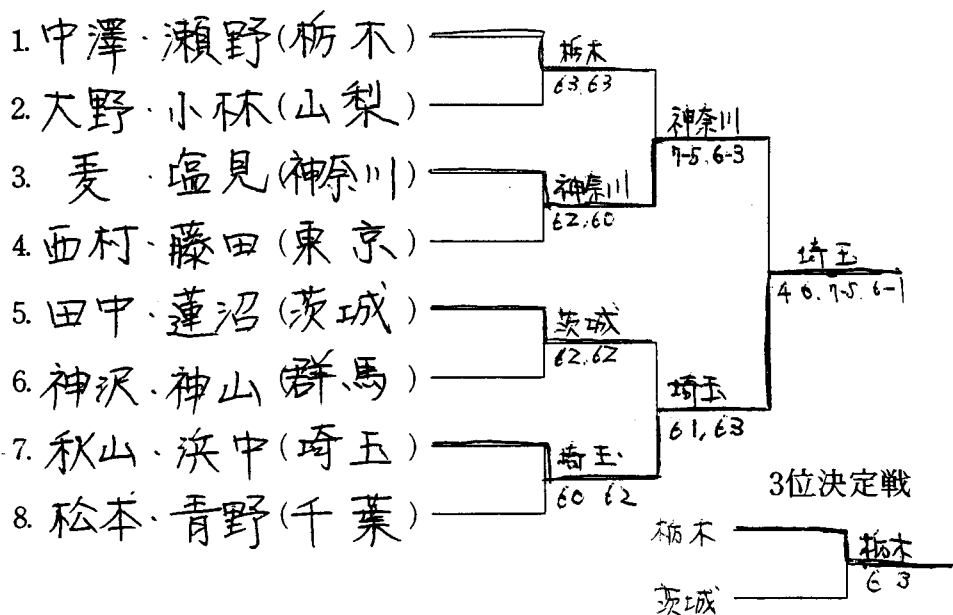 1. 中澤・瀬野(栃木)
栃木
63.63
2. 大野・小林(山梨)
神奈川
7-5.6-3
3. 麦・塩見(神奈川)
神奈川
62.60
4. 西村・藤田(東京)
埼玉
4 6.7-5.6-1
5. 田中・蓮沼(茨城)
茨城
62.62
6. 神沢・神山(群馬)
埼玉
61,63
7. 秋山・浜中(埼玉)
埼玉
60 62
8. 松本・青野(千葉)
3位決定戦
栃木
栃木
6 3
茨城